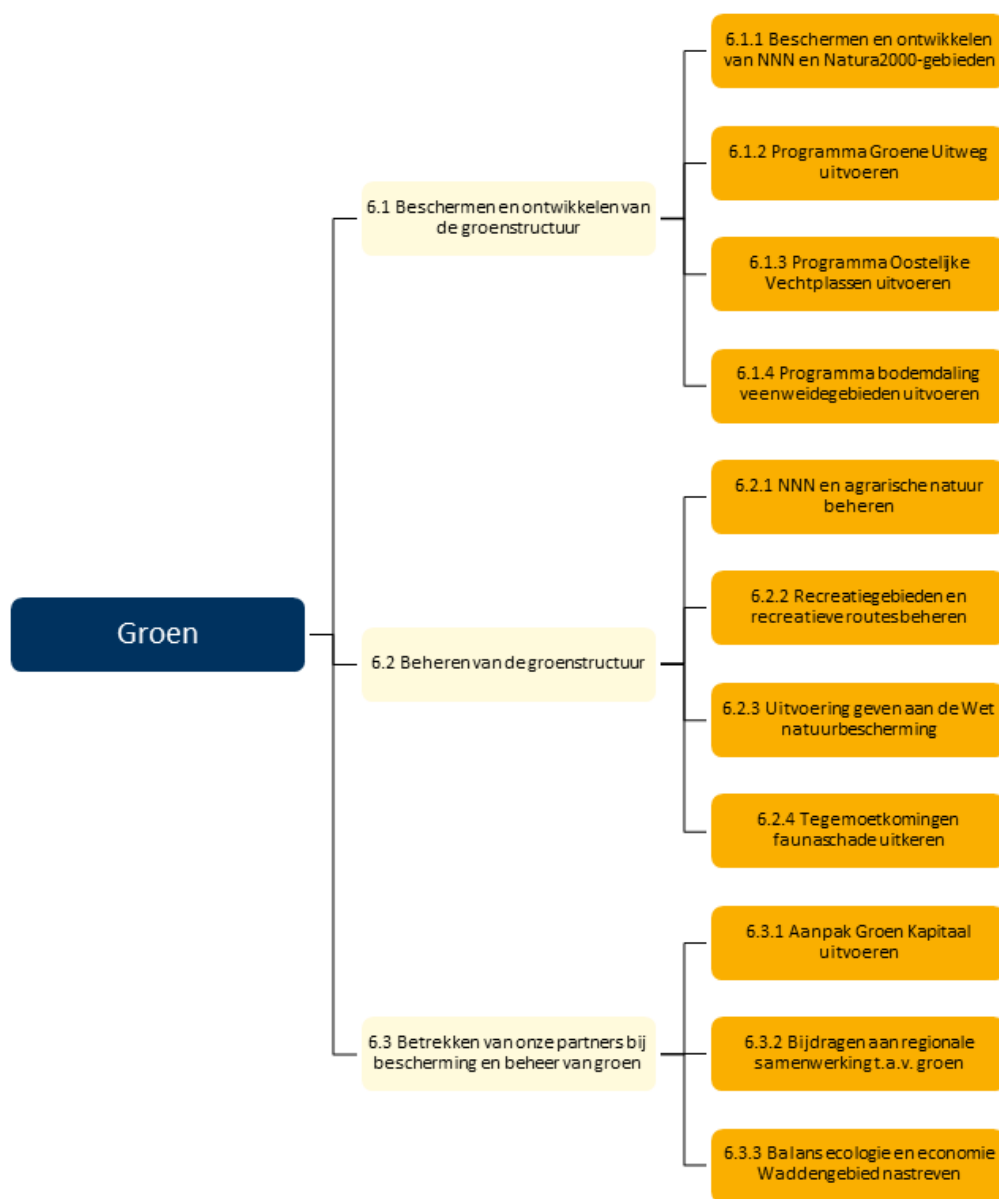 6.1.1 Beschermen en ontwikkelen
van NNN en Natura2000-gebieden
6.1.2 Programma Groene Uitweg
uitvoeren
6.1 Beschermen en ontwikkelen van
de groenstructuur
6.1.3 Programma Oostelijke
Vechtplassen uitvoeren
6.1.4 Programma bodemdaling
veenweidegebieden uitvoeren
6.2.1 NNN en agrarische natuur
beheren
6.2.2 Recreatiegebieden en
recreatieve routes beheren
Groen
6.2 Beheren van de groenstructuur
6.2.3 Uitvoering geven aan de Wet
natuurbescherming
6.2.4 Tegemoetkomingen
faunaschade uitkeren
6.3.1 Aanpak Groen Kapitaal
uitvoeren
6.3 Betrekken van onze partners bij
bescherming en beheer van groen
6.3.2 Bijdragen aan regionale
samenwerking t.a.v. groen
6.3.3 Balans ecologie en economie
Waddengebied nastreven